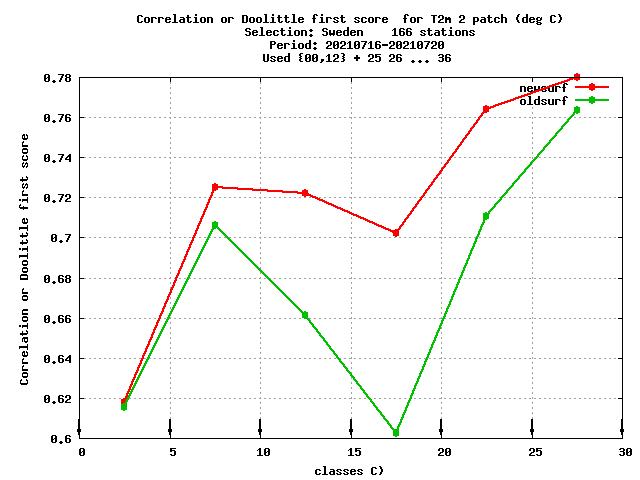 Correlation or Doolittle first score  for T2m 2 patch (deg C)
Selection: Sweden    166 stations
Period: 20210716-20210720
Used {00,12} + 25 26 ... 36
newsurf
oldsurf
Correlation or Doolittle first score
0.78
0.76
0.74
0.72
0.7
0.68
0.66
0.64
0.62
0.6
0 5 10 15 20 25 30
classes C)